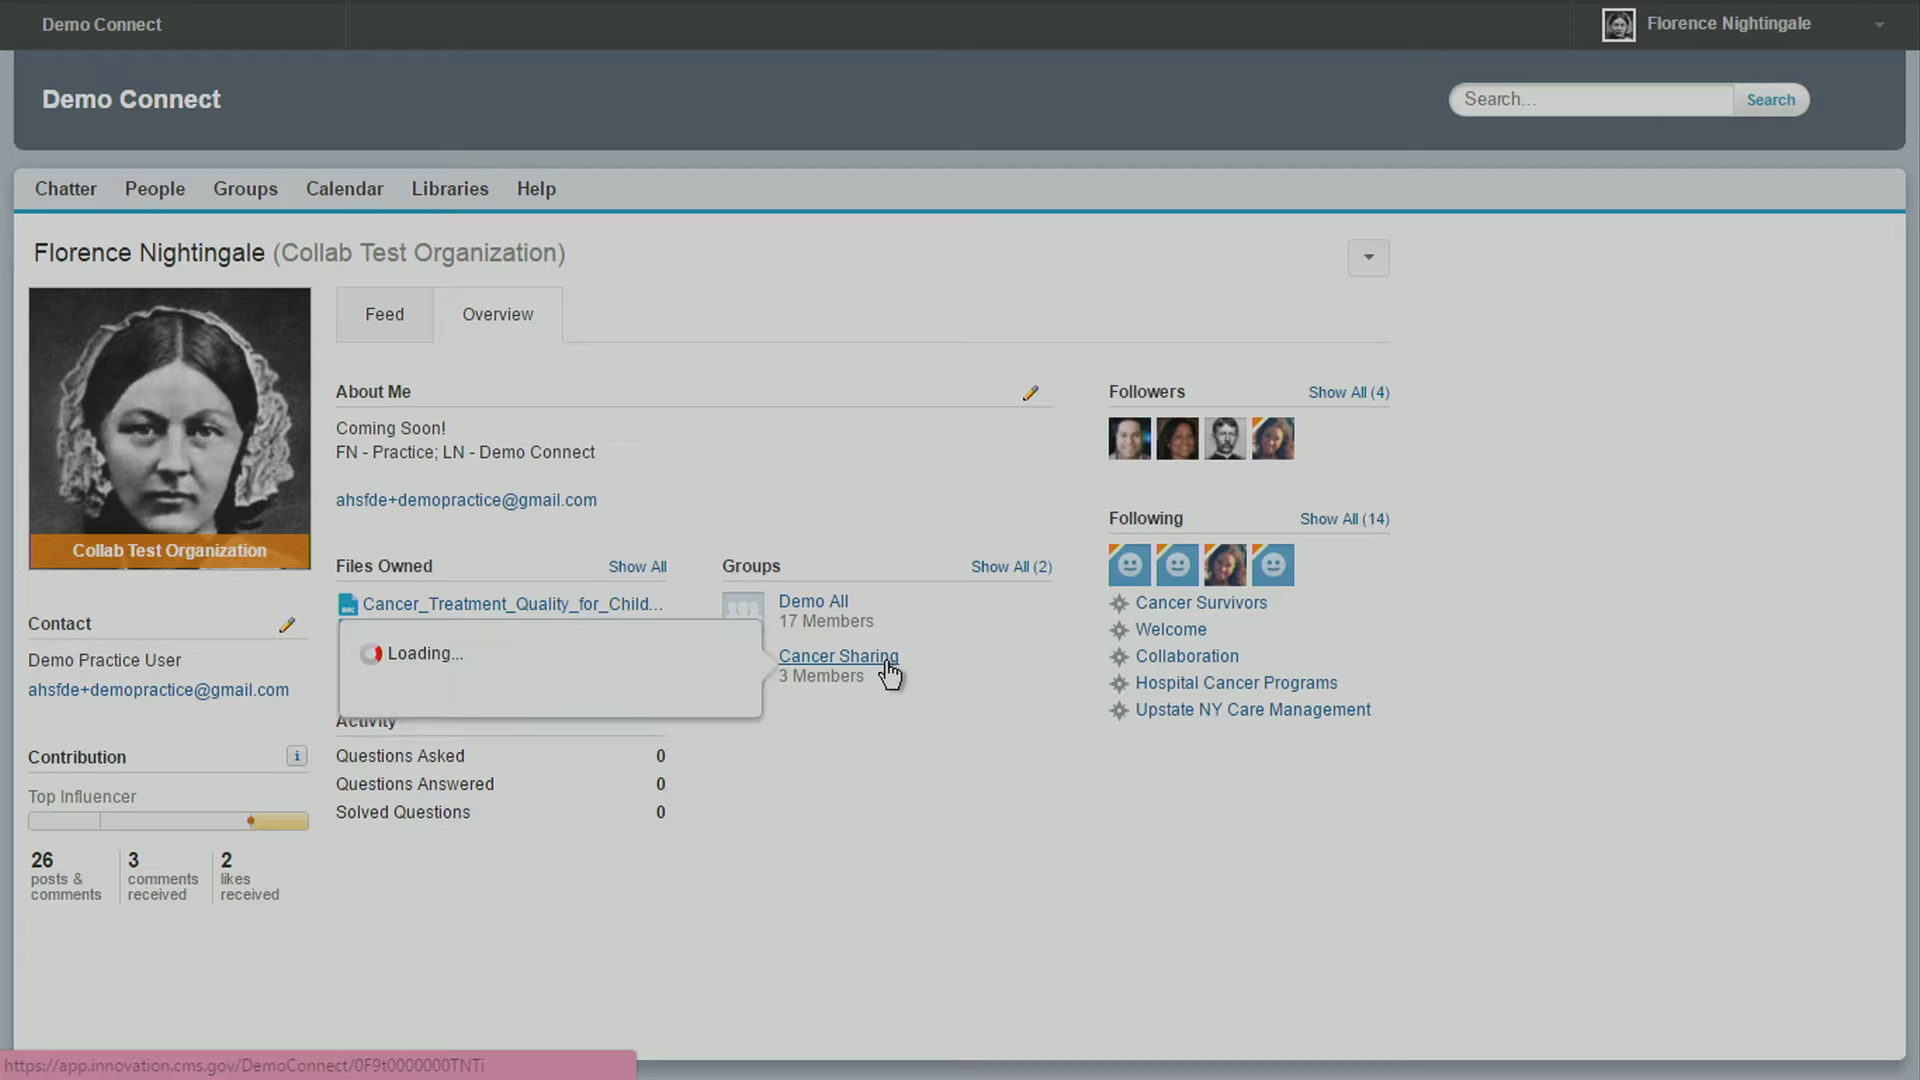 Demo Connect
Florence Nightingale
Demo Connect
Search...
Search
Chatter
People
Groups
Calendar
Libraries
Help
Florence Nightingale (Collab Test Organization)
Feed
Overview
Collab Test Organization
About Me
Coming Soon!
FN - Practice; LN - Demo Connect
ahsfde+demopractice@gmail.com
Followers
Show All (4)
Following
Show All (14)
Cancer Survivors
Welcome
Collaboration
Hospital Cancer Programs
Upstate NY Care Management
Files Owned
Show All
Cancer_Treatment_Quality_for_Child...
Loading...
Groups
Show All (2)
Demo All
17 Members
Cancer Sharing
3 Members
Activity
Questions Asked 0
Questions Answered 0
Solved Questions 0
Contact
Demo Practice User
ahsfde+demopractice@gmail.com
Contribution
i
Top Influencer
26
posts &
comments
3
comments
received
2
likes
received
https://app.innovation.cms.gov/DemoConnect/0F9t0000000TNTi